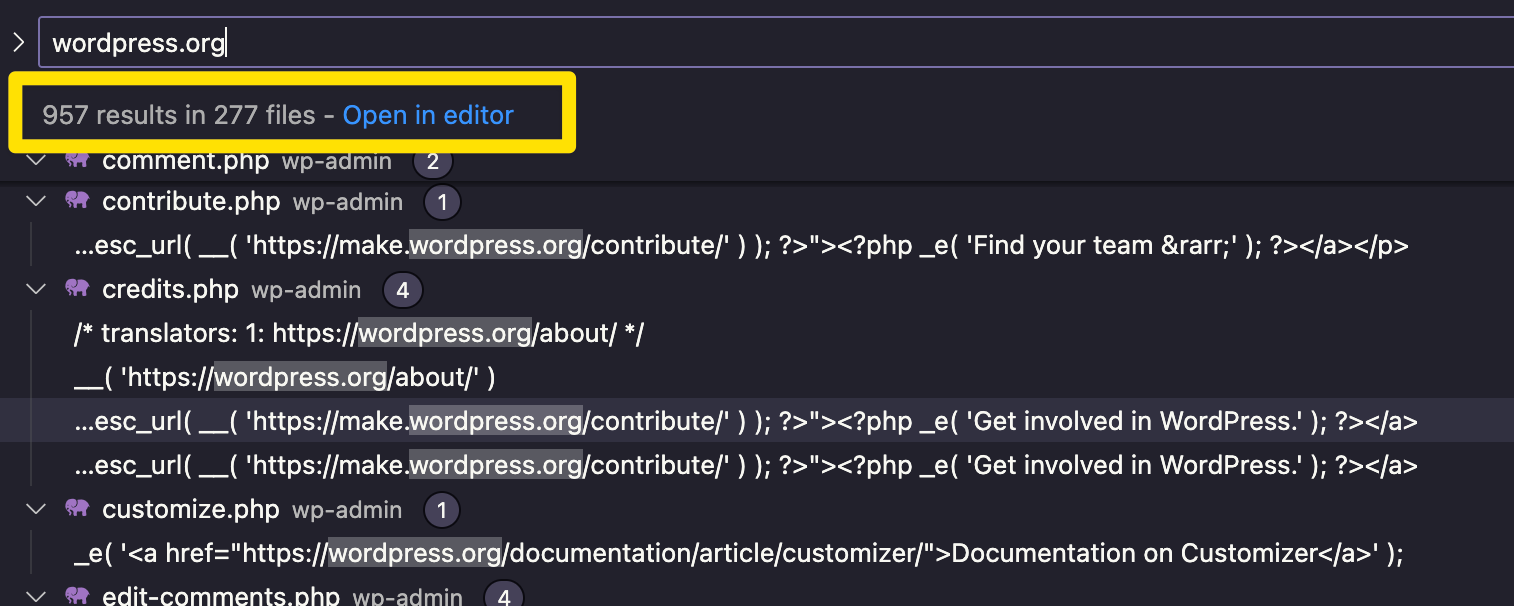 wordpress.org
957 results in 277 files - Open in editor
comment.php wp-admin 2
contribute.php wp-admin 1
...esc_url( __( 'https://make.wordpress.org/contribute/' ) ); ?>"><?php _e( 'Find your team &rarr;' ); ?></a></p>
credits.php wp-admin 4
/* translators: 1: https://wordpress.org/about/ */
__( 'https://wordpress.org/about/' )
...esc_url( __( 'https://make.wordpress.org/contribute/' ) ); ?>"><?php _e( 'Get involved in WordPress.' ); ?></a>
...esc_url( __( 'https://make.wordpress.org/contribute/' ) ); ?>"><?php _e( 'Get involved in WordPress.' ); ?></a>
customize.php wp-admin 1
_e( '<a href="https://wordpress.org/documentation/article/customizer/">Documentation on Customizer</a>' );
edit-comments.php wp-admin 4